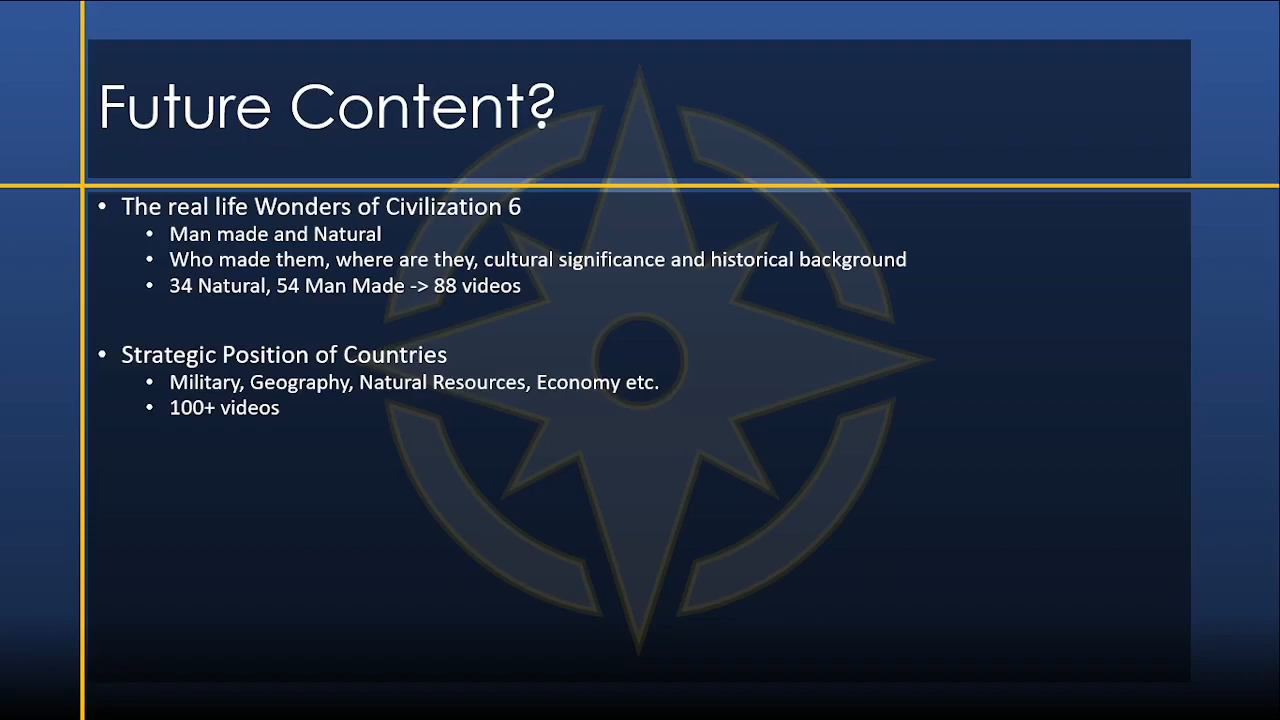 Future Content?
• The real life Wonders of Civilization 6
• Man made and Natural
• Who made them, where are they, cultural significance and historical background
• 34 Natural, 54 Man Made -> 88 videos
• Strategic Position of Countries
• Military, Geography, Natural Resources, Economy etc.
• 100+ videos